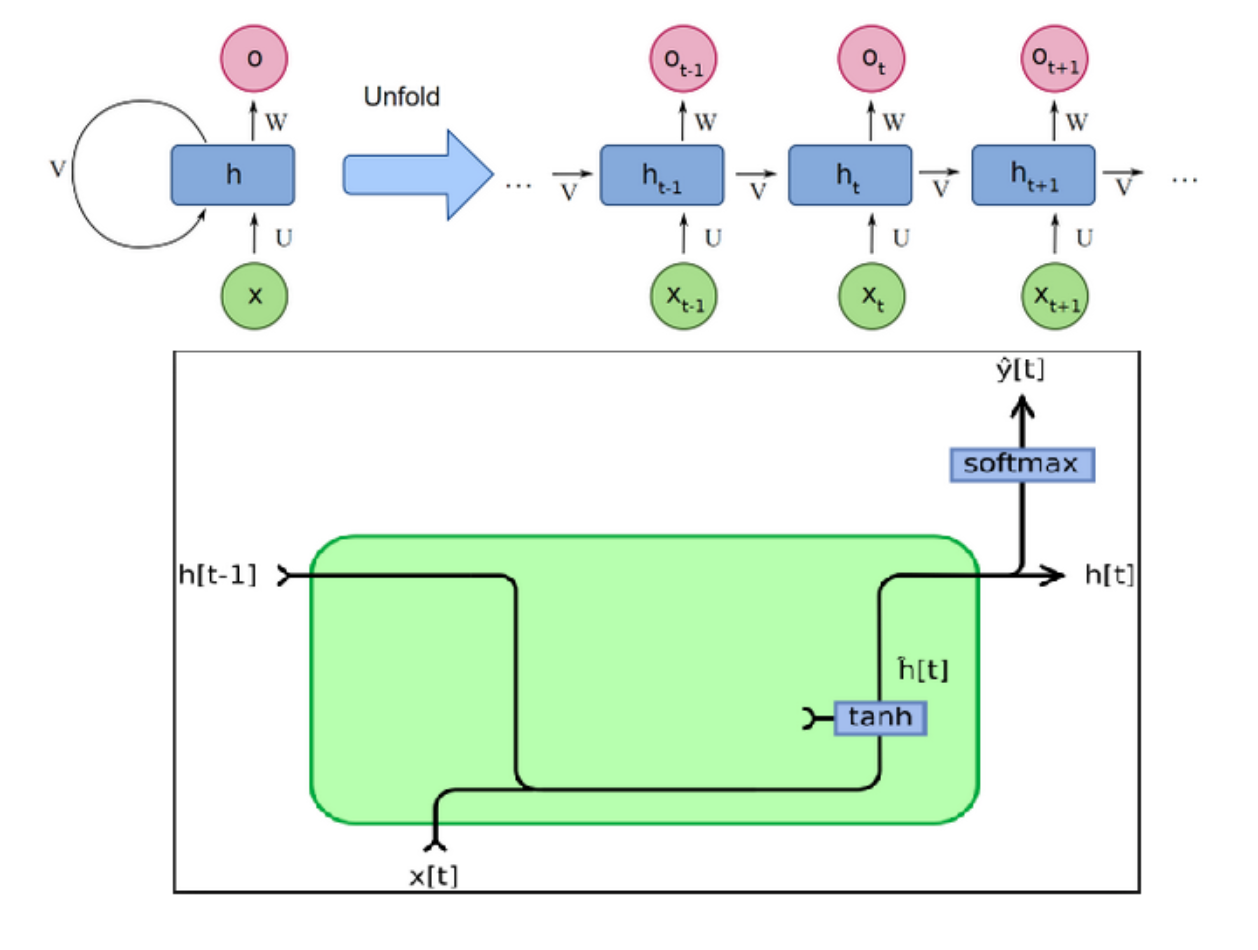 o o_{t-1} o_t o_{t+1}
Unfold
W W W W
V h ... V h_{t-1} V h_t V h_{t+1} V ...
U U U U
x x_{t-1} x_t x_{t+1}
ŷ[t]
softmax
h[t-1] h[t]
ĥ[t]
tanh
x[t]